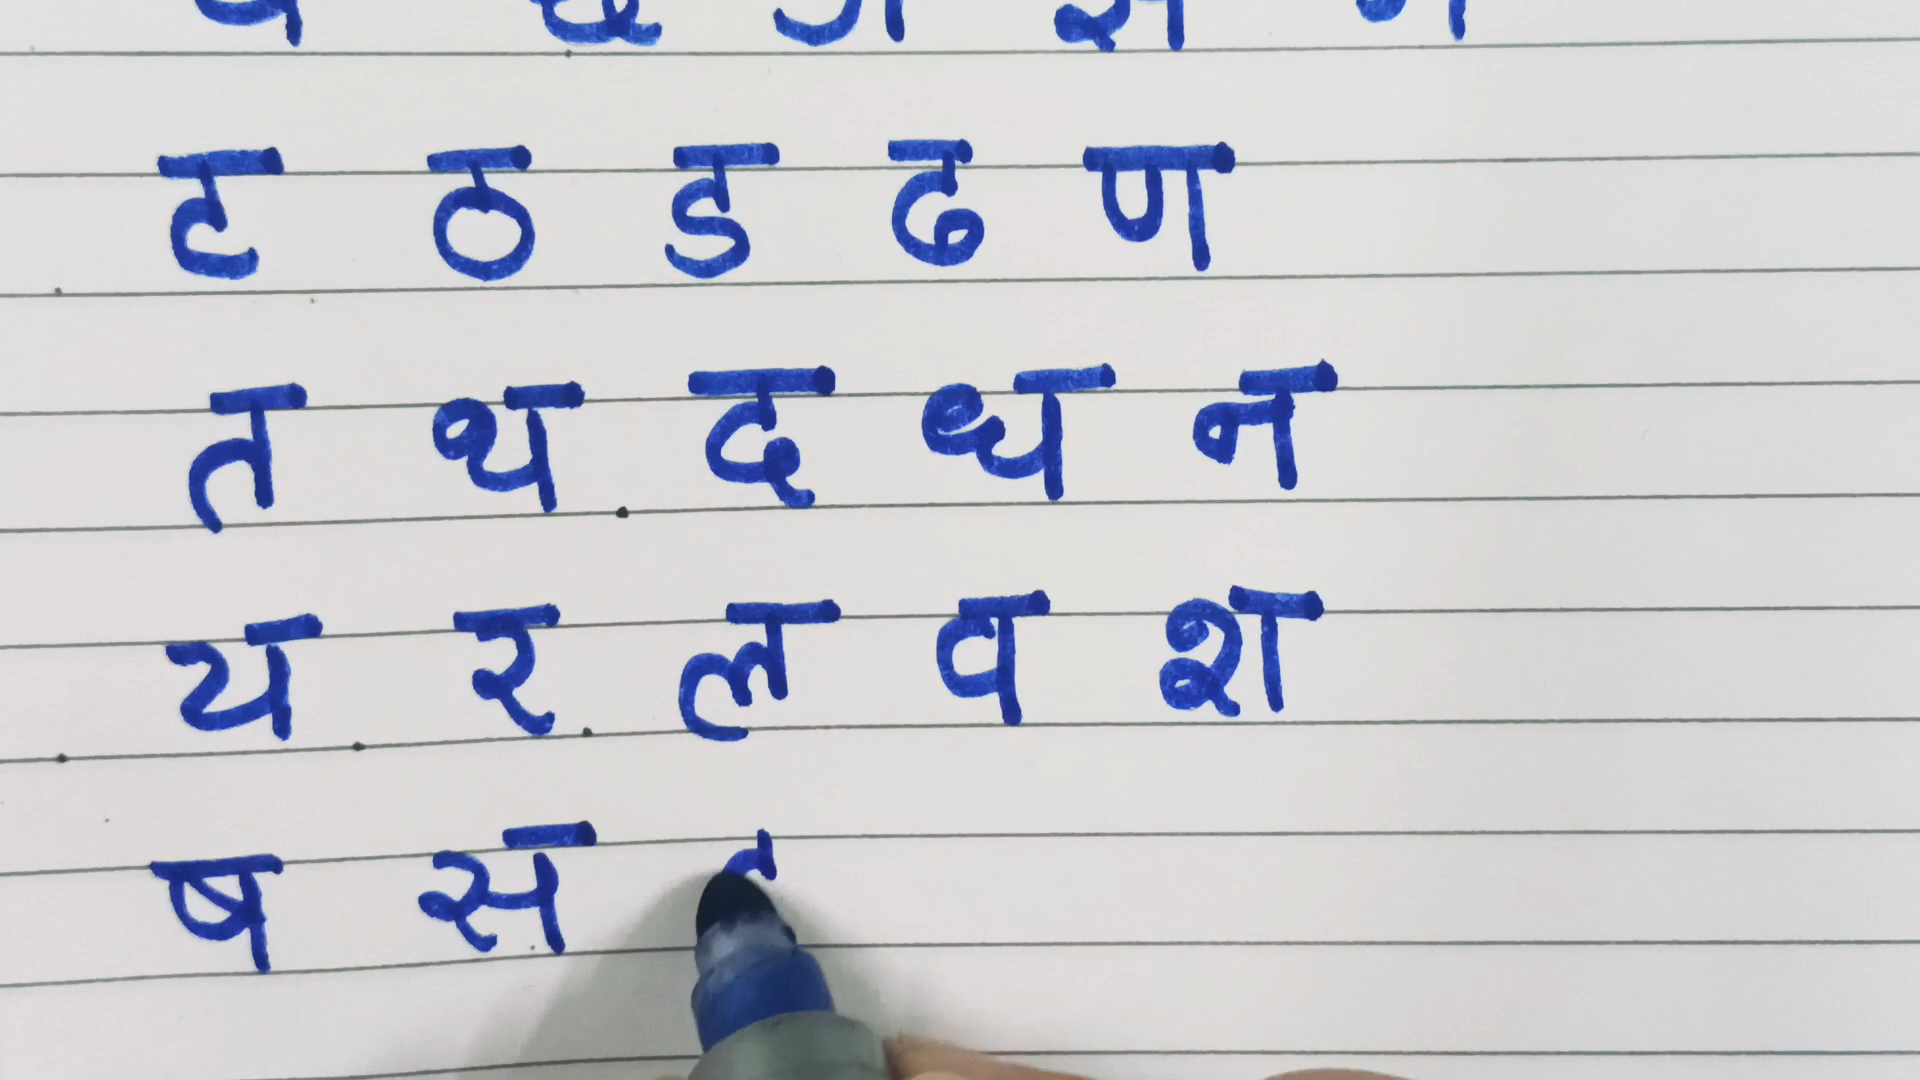 ट ठ ड ढ ण
त थ द ध न
य र ल व श
ष स